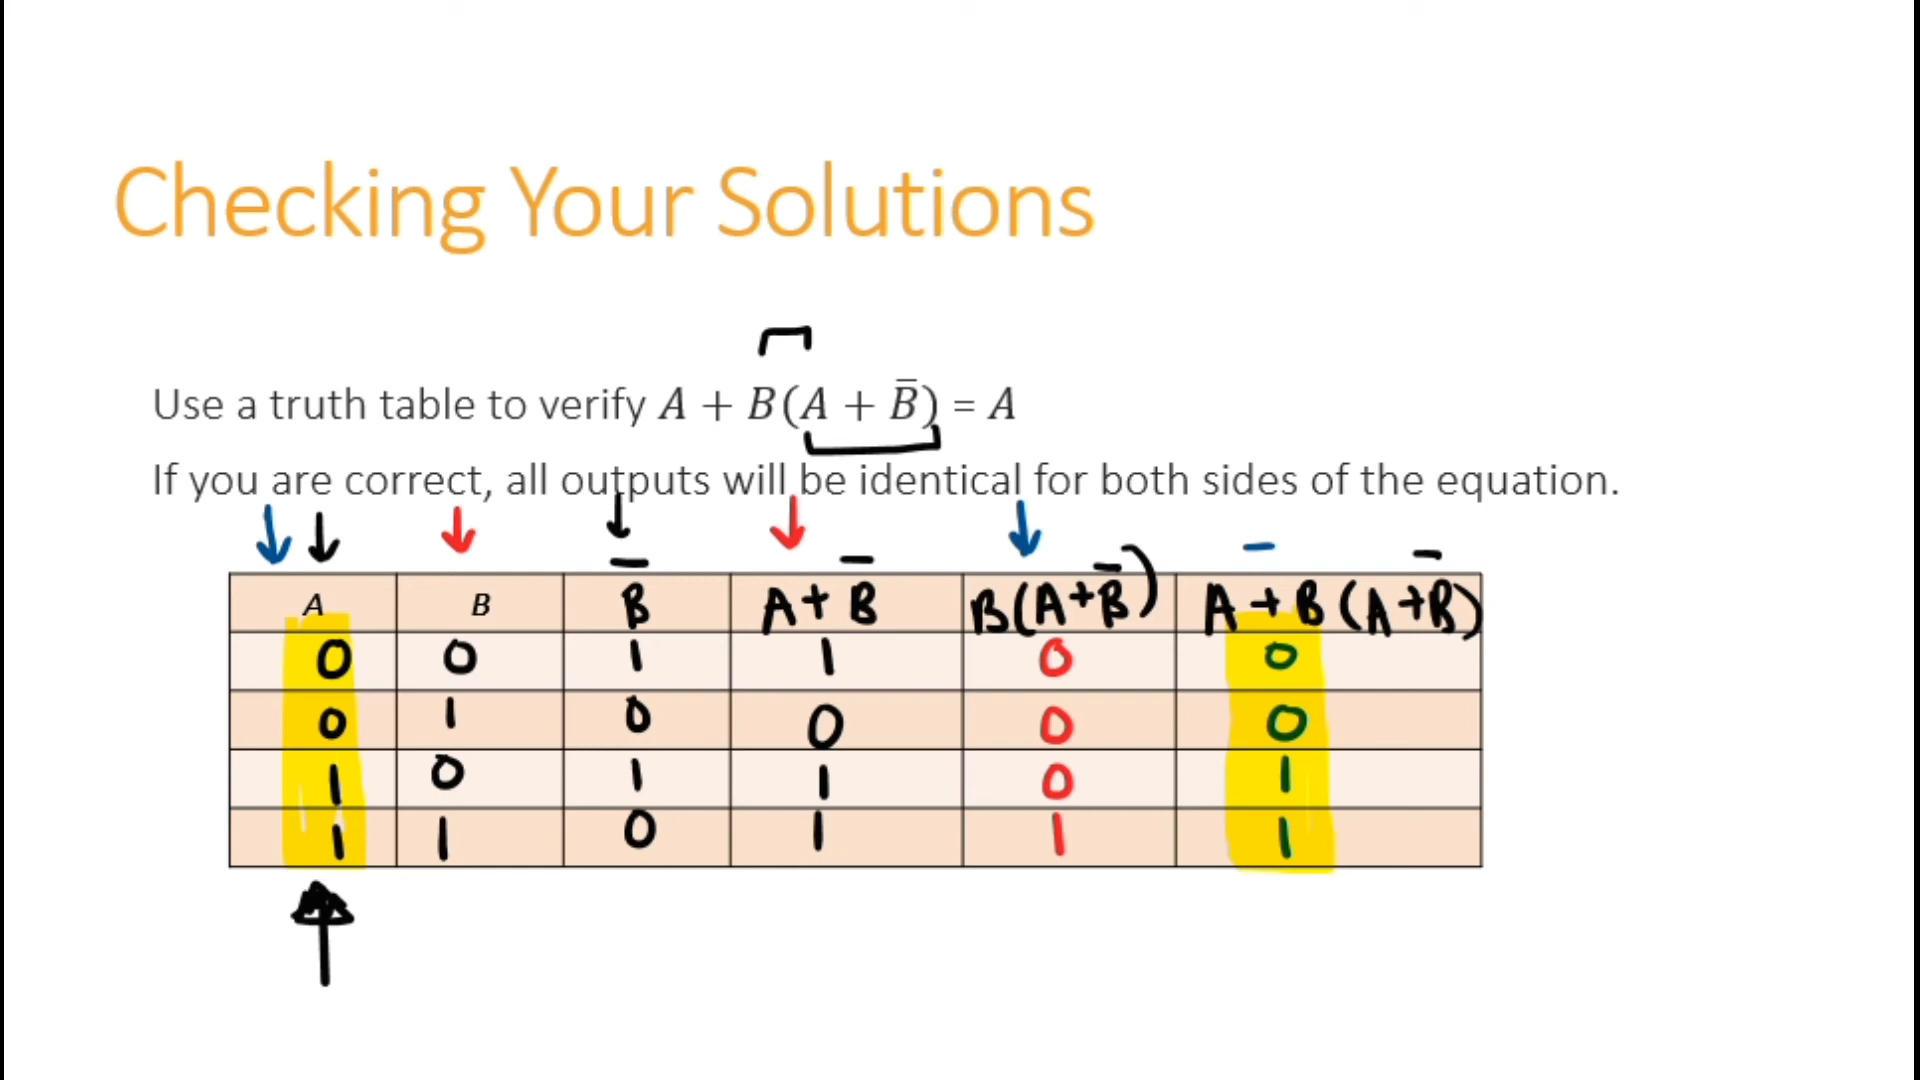 Checking Your Solutions
Use a truth table to verify A + B(A + B̅) = A
If you are correct, all outputs will be identical for both sides of the equation.
A B B̅ A + B̅ B(A+B̅) A + B (A+B̅)
0 0 1 1 0 0
0 1 0 0 0 0
1 0 1 1 0 1
1 1 0 1 1 1